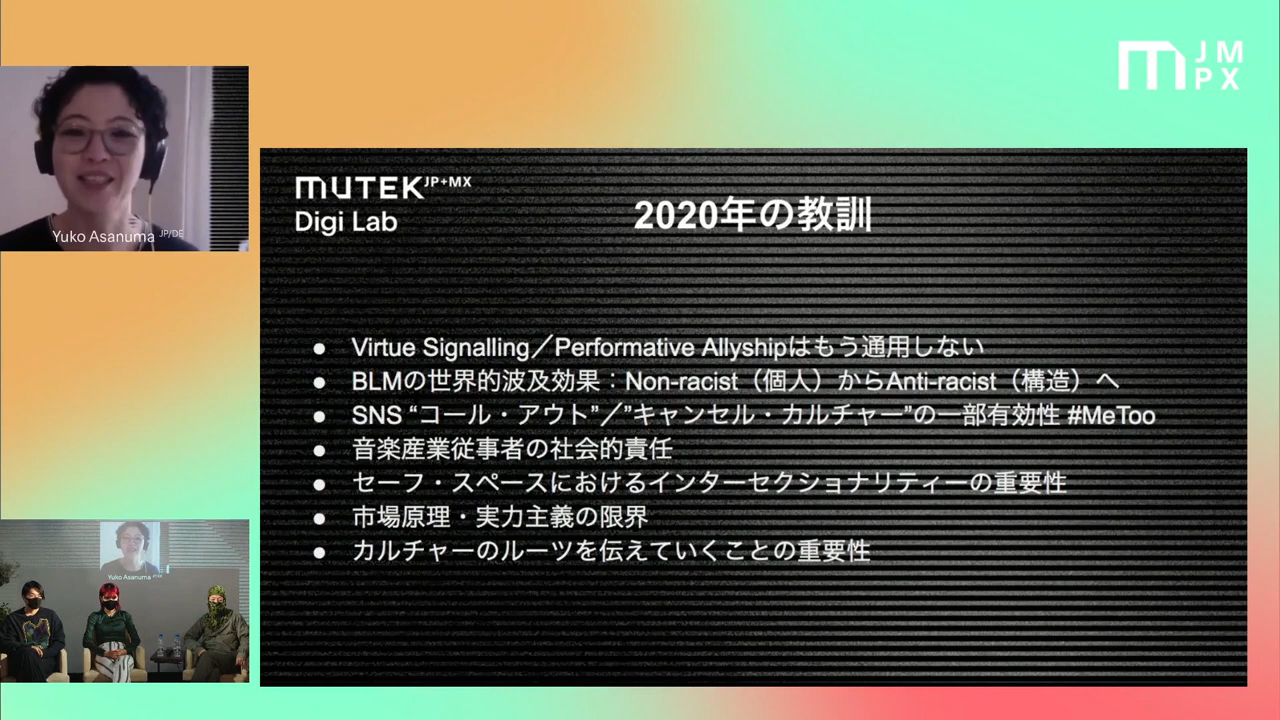 JM
PX
Yuko Asanuma JP/DE
MUTEK JP+MX
Digi Lab
2020年の教訓
● Virtue Signalling／Performative Allyshipはもう通用しない
● BLMの世界的波及効果：Non-racist（個人）からAnti-racist（構造）へ
● SNS “コール・アウト”／”キャンセル・カルチャー”の一部有効性 #MeToo
● 音楽産業従事者の社会的責任
● セーフ・スペースにおけるインターセクショナリティーの重要性
● 市場原理・実力主義の限界
● カルチャーのルーツを伝えていくことの重要性
Yuko Asanuma